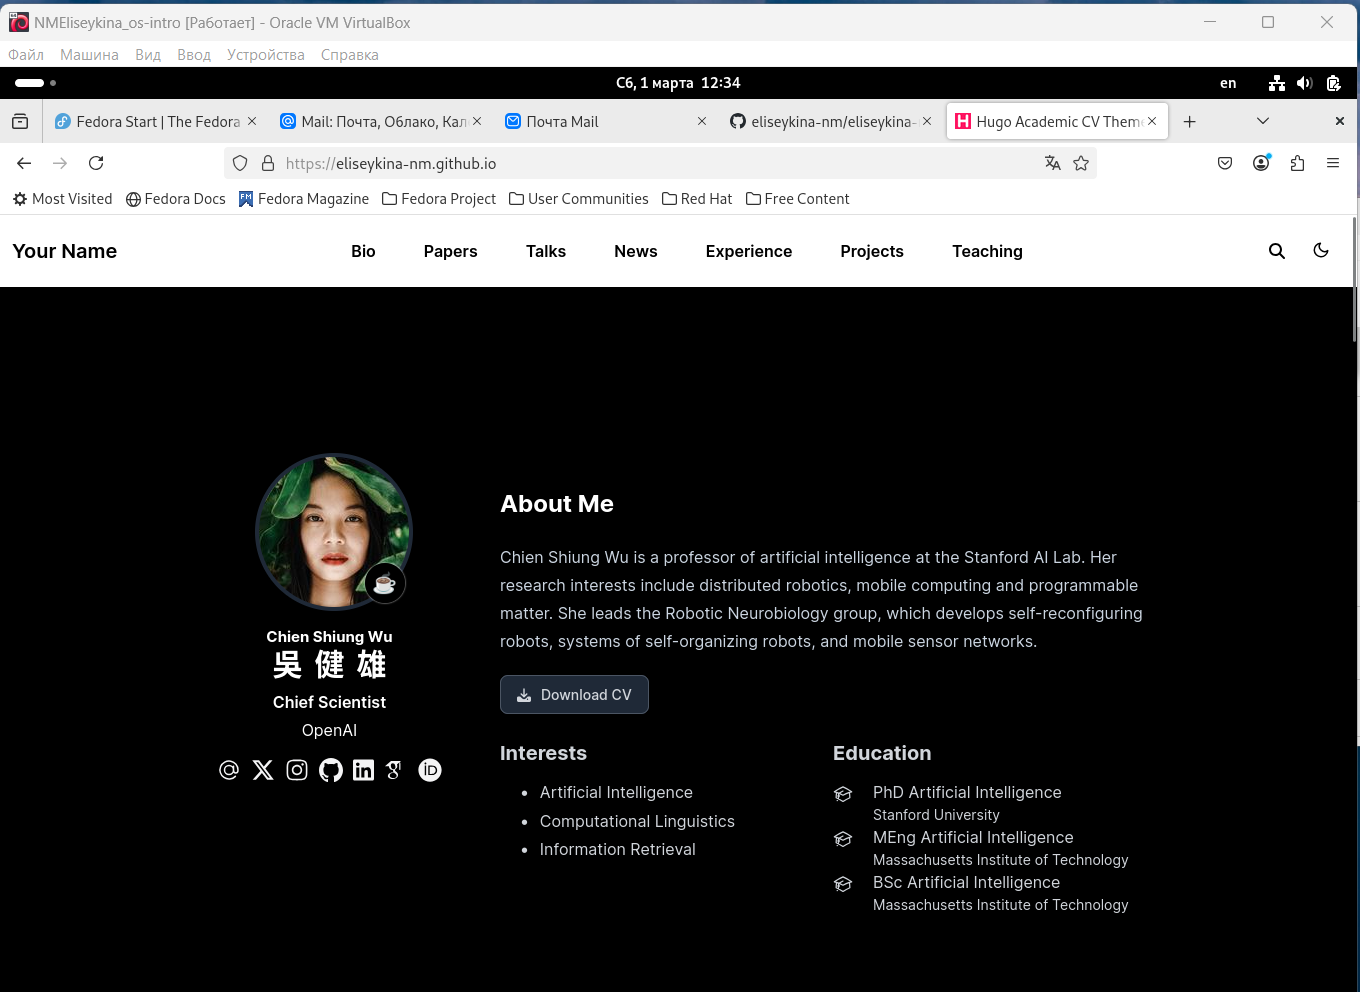 NMEliseykina_os-intro [Работает] - Oracle VM VirtualBox
Файл Машина Вид Ввод Устройства Справка
Сб, 1 марта 12:34
en
Fedora Start | The Fedora
Mail: Почта, Облако, Кал
Почта Mail
eliseykina-nm/eliseykina-
Hugo Academic CV Theme
https://eliseykina-nm.github.io
Most Visited Fedora Docs Fedora Magazine Fedora Project User Communities Red Hat Free Content
Your Name Bio Papers Talks News Experience Projects Teaching
Chien Shiung Wu
吳健雄
Chief Scientist
OpenAI
About Me
Chien Shiung Wu is a professor of artificial intelligence at the Stanford AI Lab. Her
research interests include distributed robotics, mobile computing and programmable
matter. She leads the Robotic Neurobiology group, which develops self-reconfiguring
robots, systems of self-organizing robots, and mobile sensor networks.
Download CV
Interests
Artificial Intelligence
Computational Linguistics
Information Retrieval
Education
PhD Artificial Intelligence
Stanford University
MEng Artificial Intelligence
Massachusetts Institute of Technology
BSc Artificial Intelligence
Massachusetts Institute of Technology